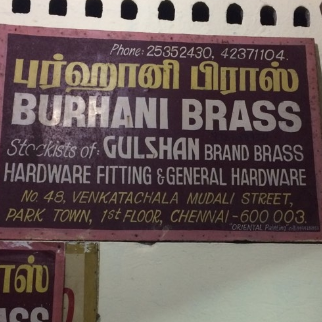 Phone: 25352430, 42371104.
புர்ஹானி பிராஸ்
BURHANI BRASS
Stockists of: GULSHAN BRAND BRASS
HARDWARE FITTING & GENERAL HARDWARE
No. 48, VENKATACHALA MUDALI STREET,
PARK TOWN, 1st FLOOR, CHENNAI-600 003.
"ORIENTAL
ராஸ்
ASS